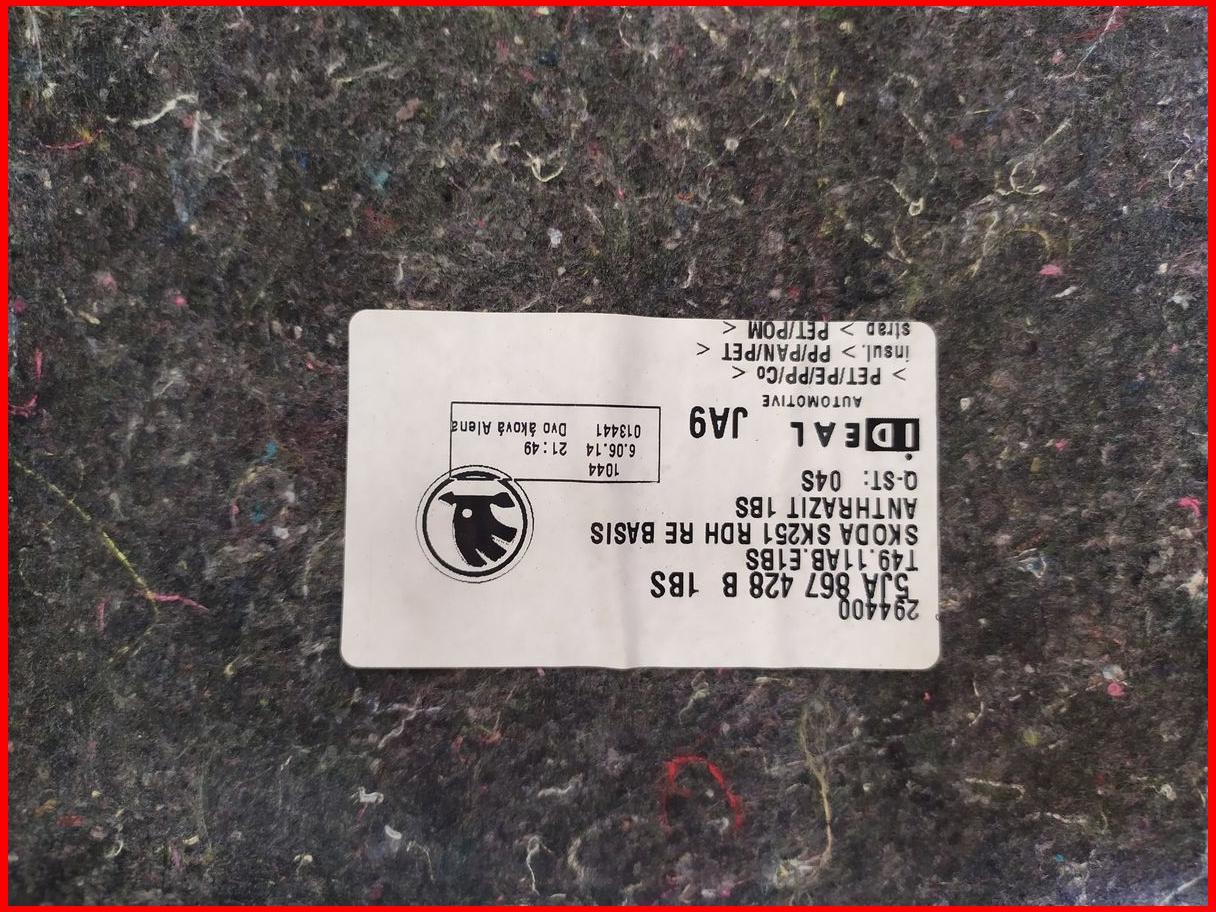 294400
5JA 867 428 B 1BS
T49.11AB.E1BS
SKODA SK251 RDH RE BASIS
ANTHRAZIT 1BS
Q-ST: 04S
iDEAL
AUTOMOTIVE
JA9
1044
6.06.14 21:49
013441 Dvo áková Alena
> PET/PE/PP/Co <
insul.> PP/PAN/PET <
strap > PET/POM <